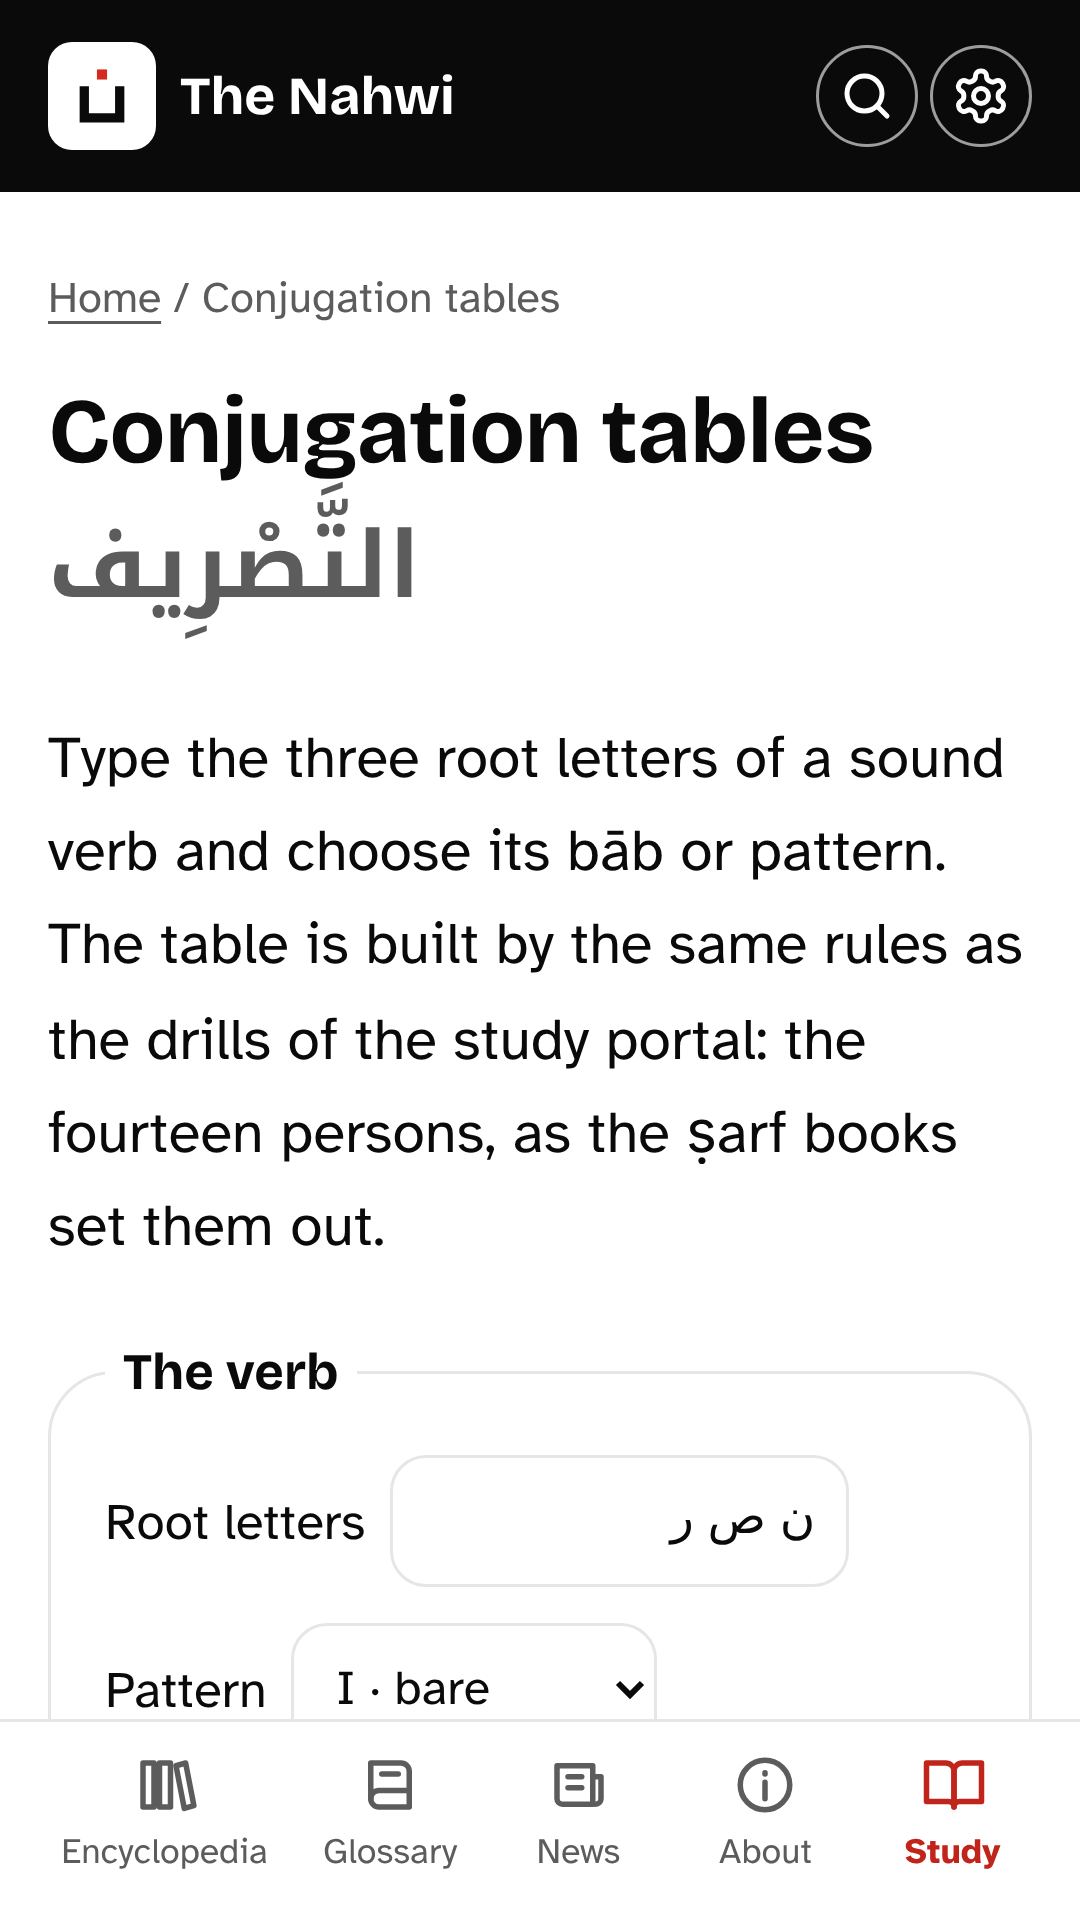 The Nahwi
Home / Conjugation tables
Conjugation tables
التَّصْرِيف
Type the three root letters of a sound
verb and choose its bāb or pattern.
The table is built by the same rules as
the drills of the study portal: the
fourteen persons, as the ṣarf books
set them out.
The verb
Root letters ن ص ر
Pattern I · bare
Encyclopedia Glossary News About Study